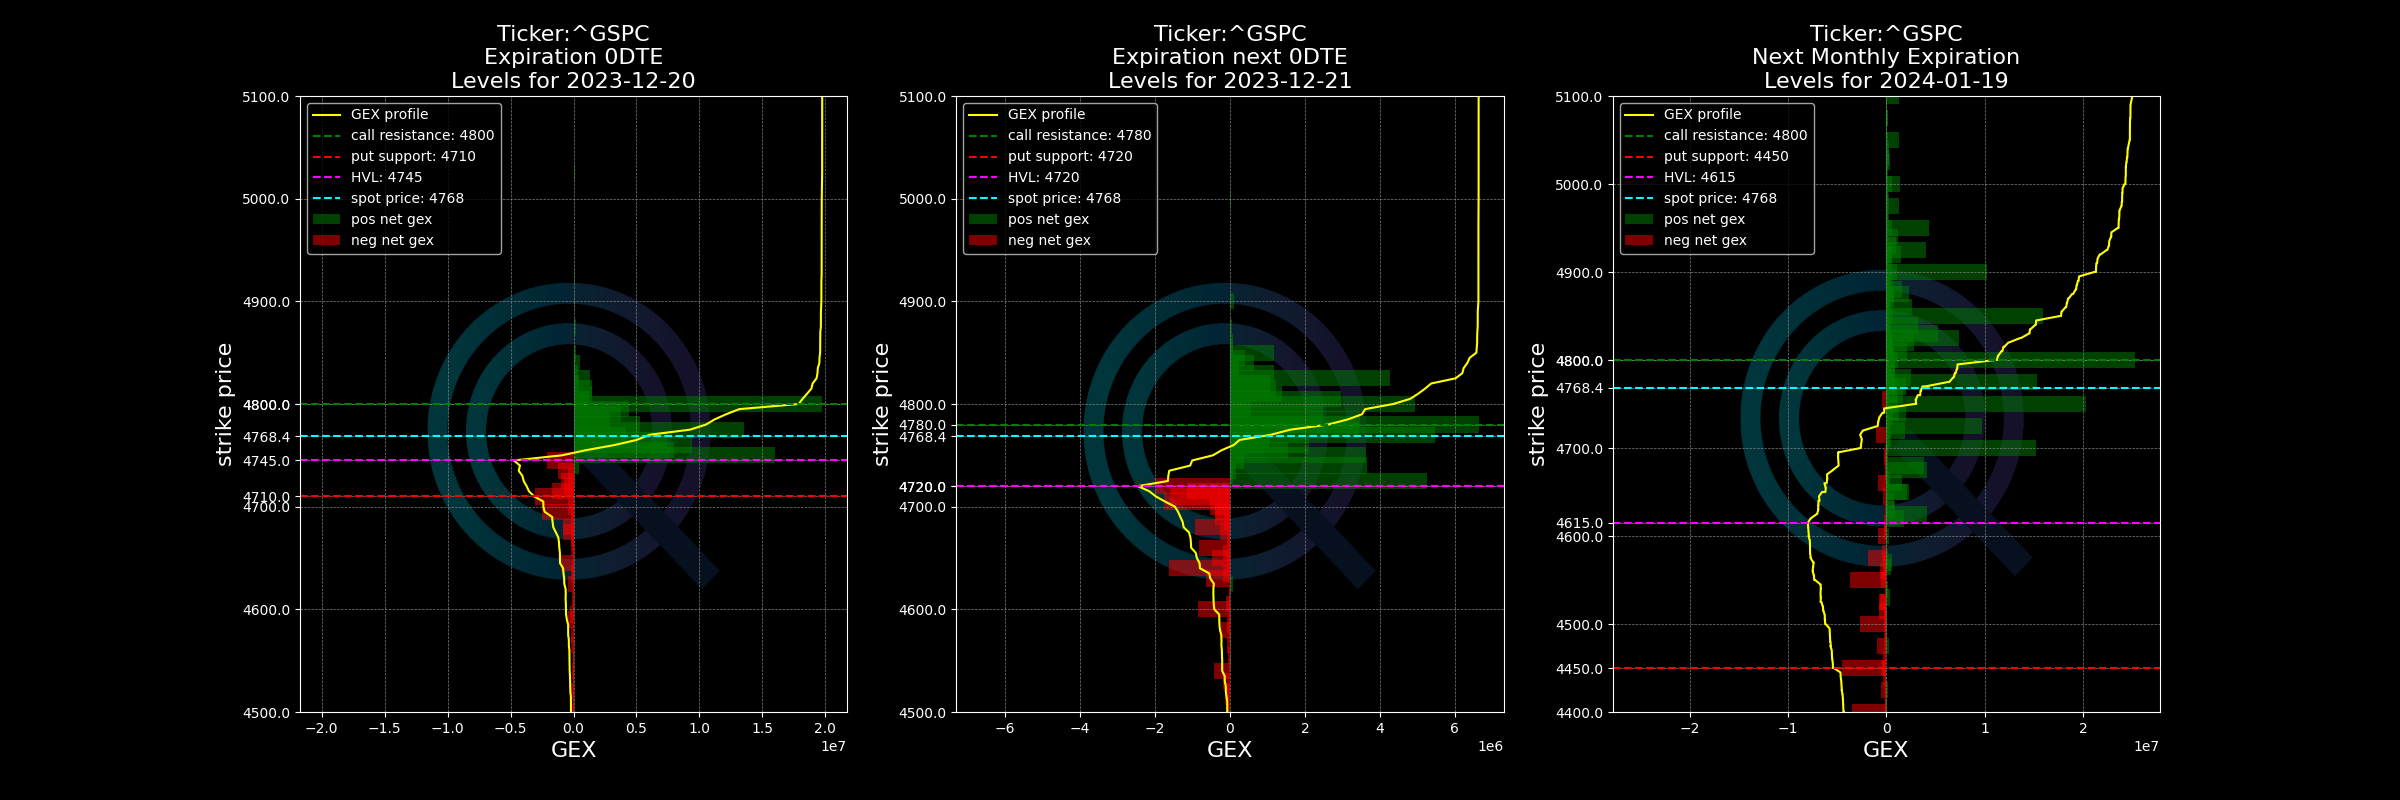 Ticker:^GSPC
Expiration 0DTE
Levels for 2023-12-20
GEX profile
call resistance: 4800
put support: 4710
HVL: 4745
spot price: 4768
pos net gex
neg net gex
strike price
5100.0
5000.0
4900.0
4800.0
4768.4
4745.0
4710.0
4700.0
4600.0
4500.0
−2.0 −1.5 −1.0 −0.5 0.0 0.5 1.0 1.5 2.0
1e7
GEX
Ticker:^GSPC
Expiration next 0DTE
Levels for 2023-12-21
GEX profile
call resistance: 4780
put support: 4720
HVL: 4720
spot price: 4768
pos net gex
neg net gex
strike price
5100.0
5000.0
4900.0
4800.0
4780.0
4768.4
4720.0
4700.0
4600.0
4500.0
−6 −4 −2 0 2 4 6
1e6
GEX
Ticker:^GSPC
Next Monthly Expiration
Levels for 2024-01-19
GEX profile
call resistance: 4800
put support: 4450
HVL: 4615
spot price: 4768
pos net gex
neg net gex
strike price
5100.0
5000.0
4900.0
4800.0
4768.4
4700.0
4615.0
4600.0
4500.0
4450.0
4400.0
−2 −1 0 1 2
1e7
GEX